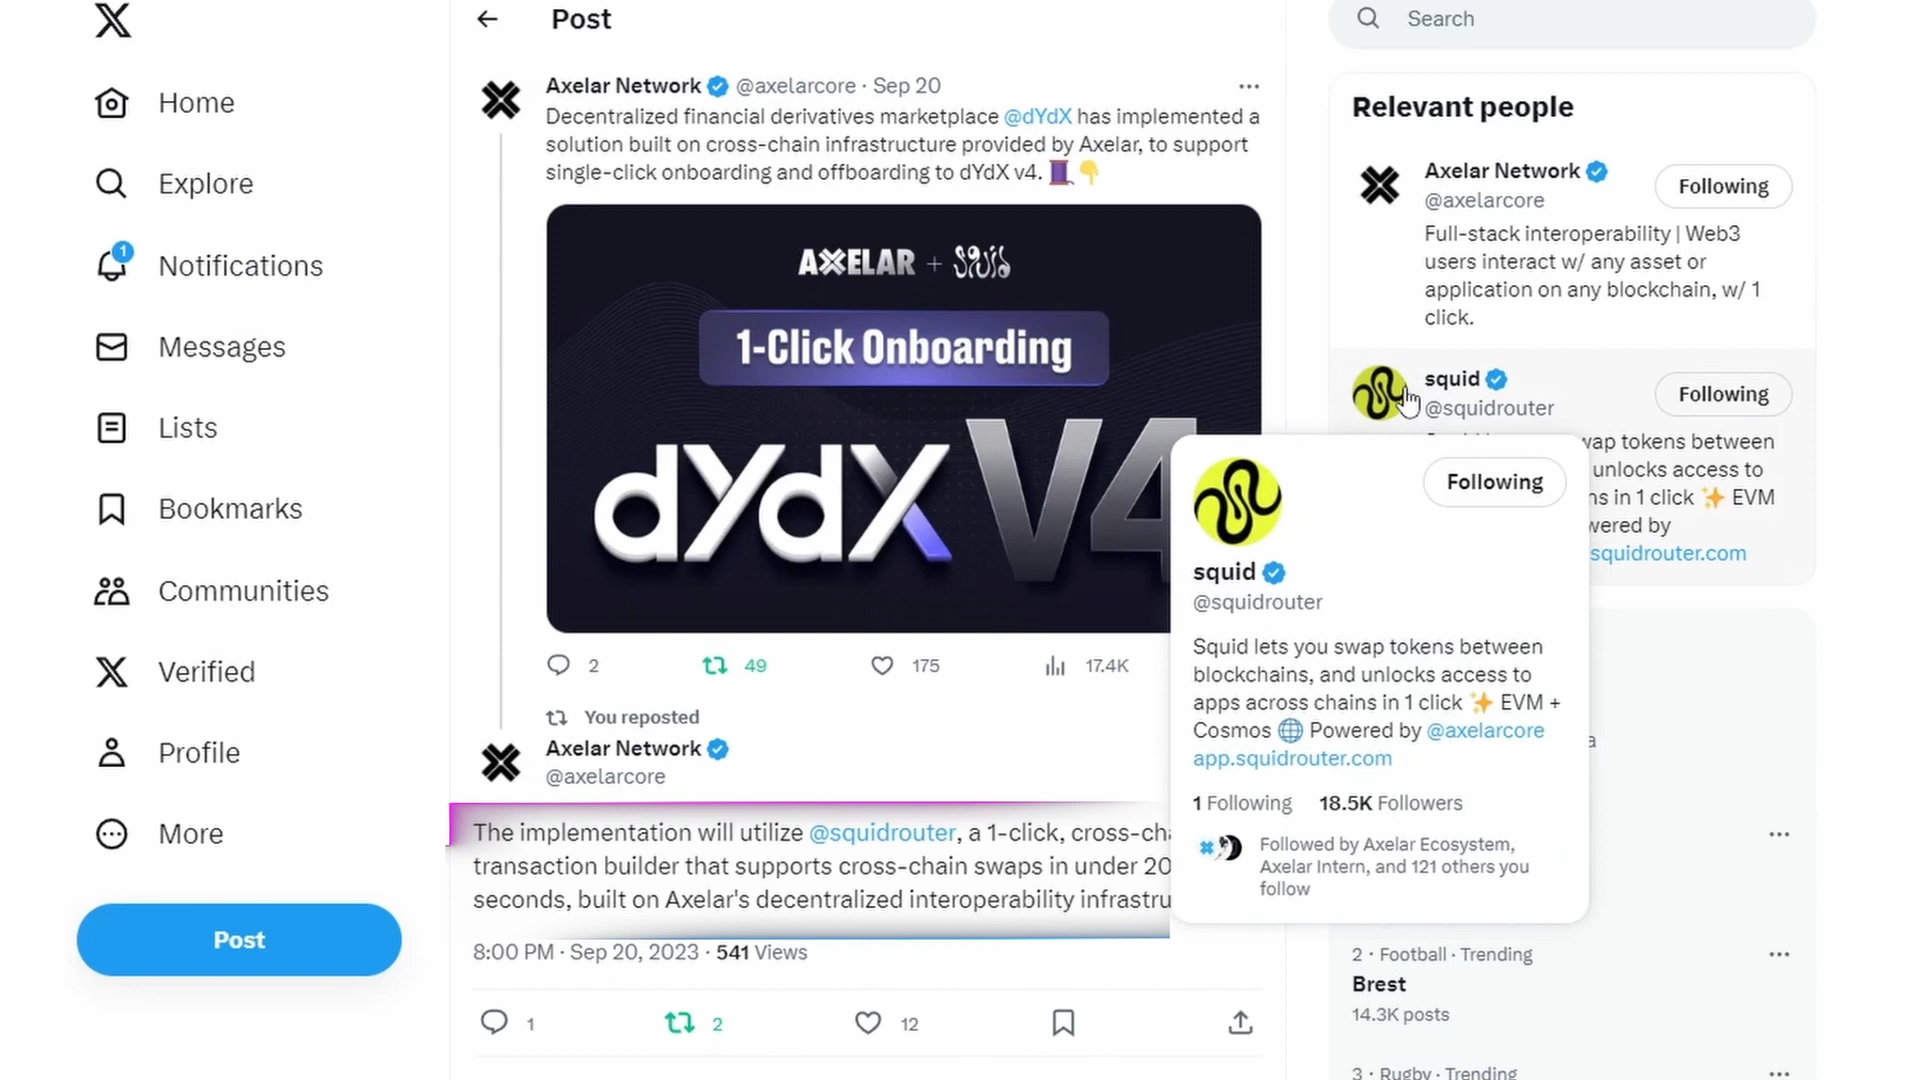 Home
Explore
1
Notifications
Messages
Lists
Bookmarks
Communities
Verified
Profile
More
Post
Post
Axelar Network @axelarcore · Sep 20
Decentralized financial derivatives marketplace @dYdX has implemented a
solution built on cross-chain infrastructure provided by Axelar, to support
single-click onboarding and offboarding to dYdX v4. 🧵👇
AXELAR + squid
1-Click Onboarding
dYdX V4
2 49 175 17.4K
You reposted
Axelar Network
@axelarcore
The implementation will utilize @squidrouter, a 1-click,
transaction builder that supports cross-chain swaps in under 20
seconds, built on Axelar's decentralized interoperability
8:00 PM · Sep 20, 2023 · 541 Views
1 2 12
Search
Relevant people
Axelar Network
@axelarcore
Following
Full-stack interoperability | Web3
users interact w/ any asset or
application on any blockchain, w/ 1
click.
squid
@squidrouter
Following
tokens between
unlocks access to
in 1 click ✨ EVM
squidrouter.com
Following
squid
@squidrouter
Squid lets you swap tokens between
blockchains, and unlocks access to
apps across chains in 1 click ✨ EVM +
Cosmos 🌐 Powered by @axelarcore
app.squidrouter.com
1 Following 18.5K Followers
Followed by Axelar Ecosystem,
Axelar Intern, and 121 others you
follow
2 · Football · Trending
Brest
14.3K posts
3 · Rugby · Trending